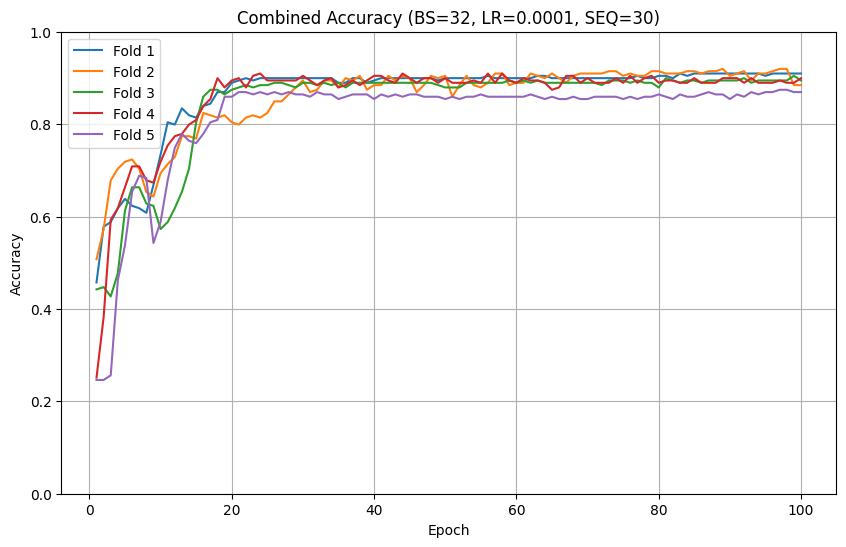 Combined Accuracy (BS=32, LR=0.0001, SEQ=30)
Fold 1
Fold 2
Fold 3
Fold 4
Fold 5
Accuracy
1.0
0.8
0.6
0.4
0.2
0.0
0 20 40 60 80 100
Epoch